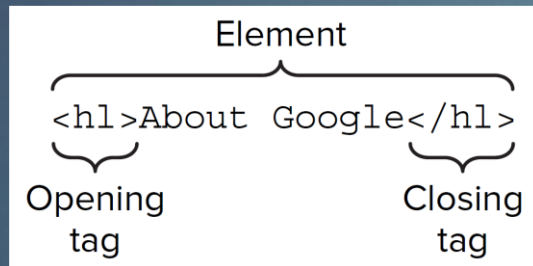 Element
<hl>About Google</hl>
Opening
tag
Closing
tag